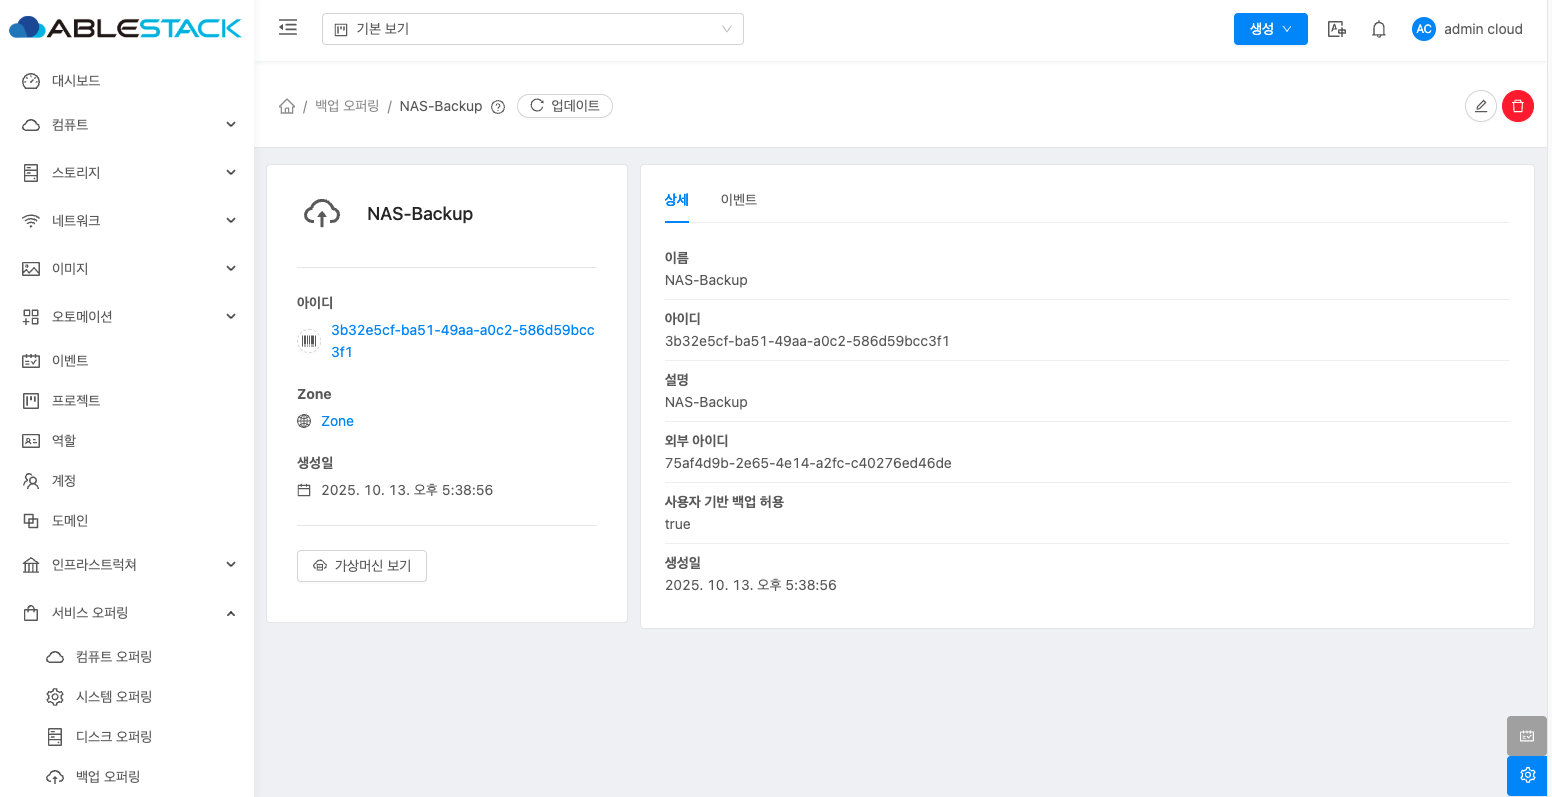 ABLESTACK
기본 보기
생성
AC
admin cloud
대시보드
컴퓨트
스토리지
네트워크
이미지
오토메이션
이벤트
프로젝트
역할
계정
도메인
인프라스트럭쳐
서비스 오퍼링
컴퓨트 오퍼링
시스템 오퍼링
디스크 오퍼링
백업 오퍼링
/ 백업 오퍼링 / NAS-Backup 업데이트
NAS-Backup
아이디
3b32e5cf-ba51-49aa-a0c2-586d59bcc
3f1
Zone
Zone
생성일
2025. 10. 13. 오후 5:38:56
가상머신 보기
상세 이벤트
이름
NAS-Backup
아이디
3b32e5cf-ba51-49aa-a0c2-586d59bcc3f1
설명
NAS-Backup
외부 아이디
75af4d9b-2e65-4e14-a2fc-c40276ed46de
사용자 기반 백업 허용
true
생성일
2025. 10. 13. 오후 5:38:56